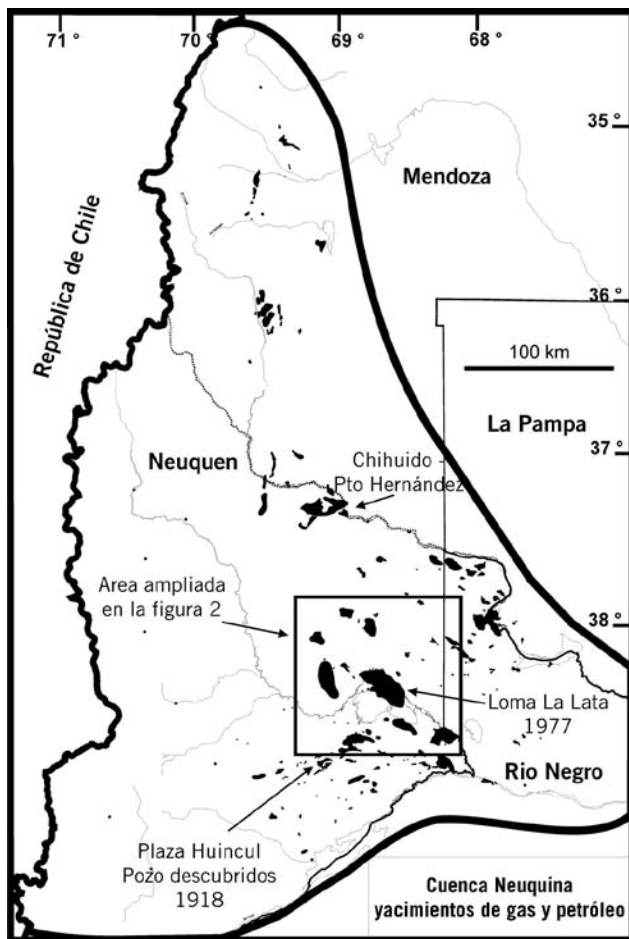 71 °
70 °
69 °
68 °
35 °
Mendoza
República de Chile
36 °
100 km
La Pampa
37 °
Neuquen
Chihuido
Pto Hernández
Area ampliada
en la figura 2
38 °
Loma La Lata
1977
Rio Negro
Plaza Huincul
Pozo descubridos
1918
Cuenca Neuquina
yacimientos de gas y petróleo